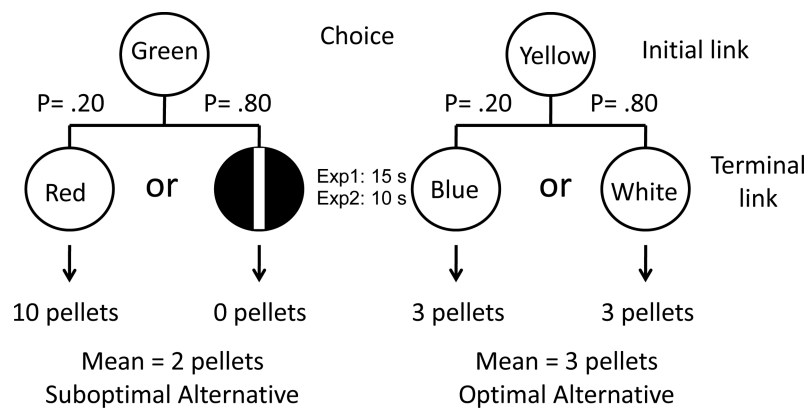 Green
Choice
Yellow
Initial link
P= .20
P= .80
P= .20
P= .80
Red
or
Exp1: 15 s
Exp2: 10 s
Blue
or
White
Terminal
link
10 pellets
0 pellets
3 pellets
3 pellets
Mean = 2 pellets
Suboptimal Alternative
Mean = 3 pellets
Optimal Alternative